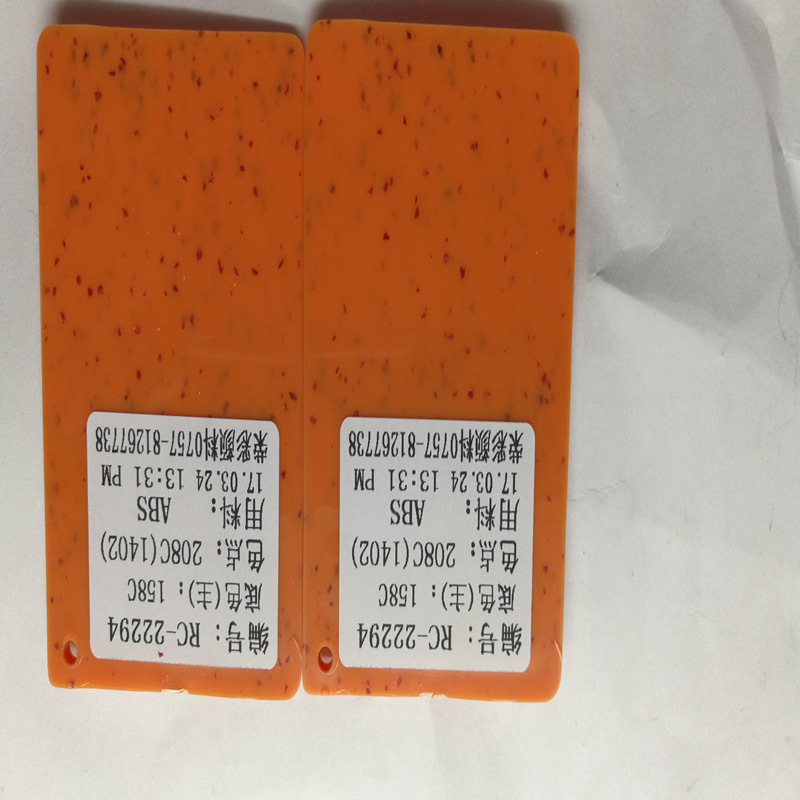 编号: RC-22294
底色(主): 158C
色点: 208C(1402)
用料: ABS
17.03.24 13:31 PM
荣彩颜料0757-81267738
编号: RC-22294
底色(主): 158C
色点: 208C(1402)
用料: ABS
17.03.24 13:31 PM
荣彩颜料0757-81267738